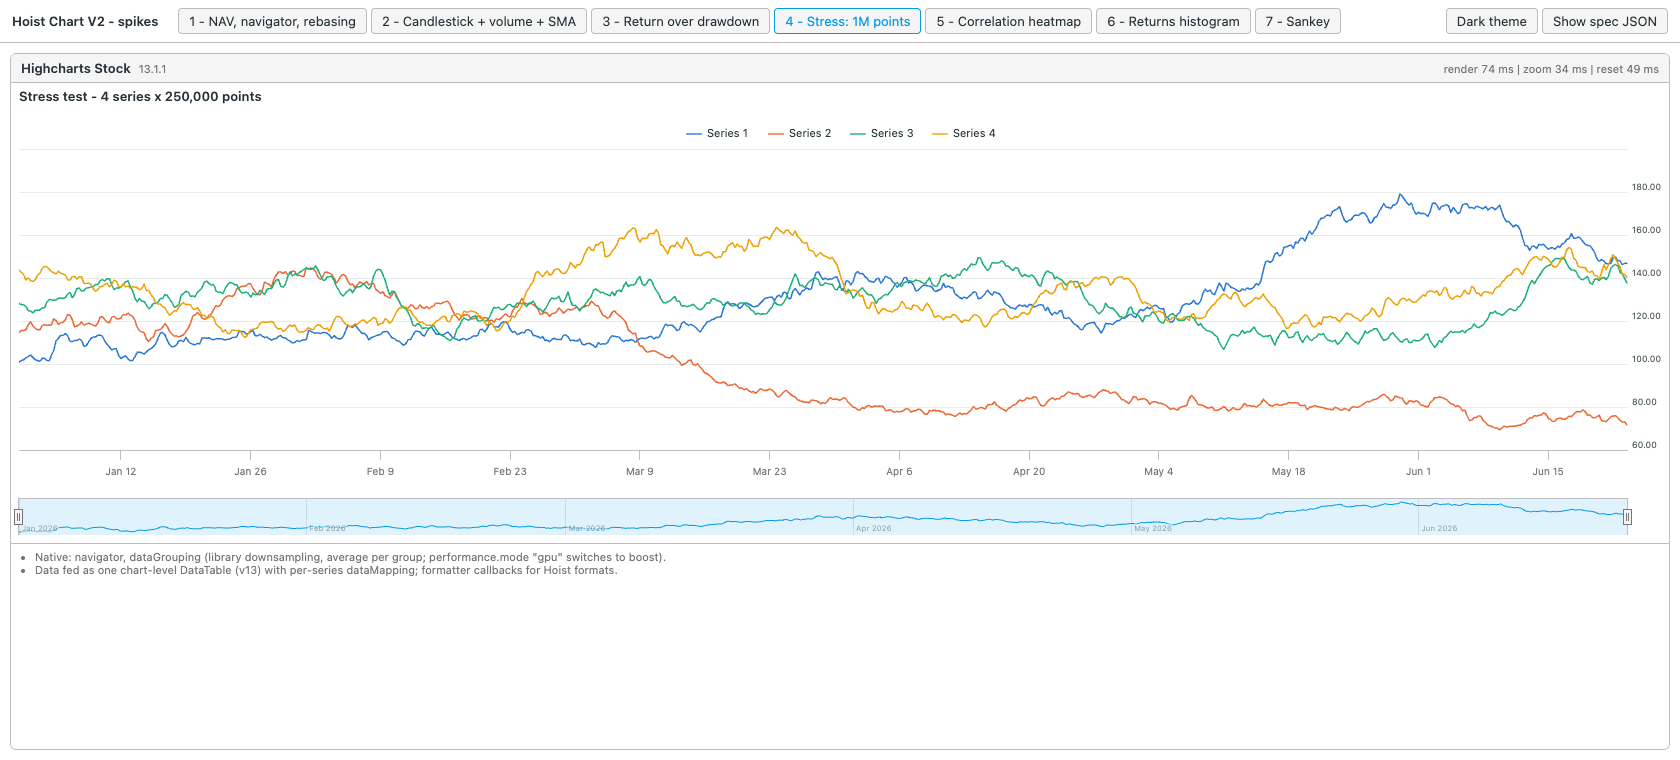 Hoist Chart V2 - spikes
1 - NAV, navigator, rebasing
2 - Candlestick + volume + SMA
3 - Return over drawdown
4 - Stress: 1M points
5 - Correlation heatmap
6 - Returns histogram
7 - Sankey
Dark theme
Show spec JSON
Highcharts Stock 13.1.1
render 74 ms | zoom 34 ms | reset 49 ms
Stress test - 4 series x 250,000 points
Series 1 Series 2 Series 3 Series 4
180.00
160.00
140.00
120.00
100.00
80.00
60.00
Jan 12 Jan 26 Feb 9 Feb 23 Mar 9 Mar 23 Apr 6 Apr 20 May 4 May 18 Jun 1 Jun 15
Jan 2026 Feb 2026 Mar 2026 Apr 2026 May 2026 Jun 2026
• Native: navigator, dataGrouping (library downsampling, average per group; performance.mode "gpu" switches to boost).
• Data fed as one chart-level DataTable (v13) with per-series dataMapping; formatter callbacks for Hoist formats.